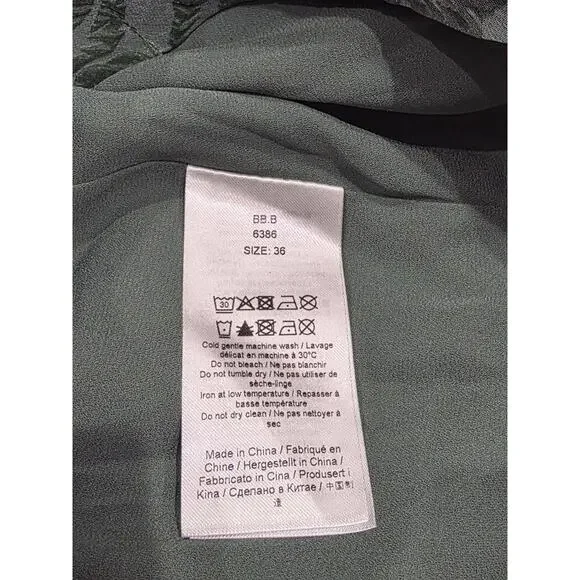 BB.B
6386
SIZE: 36
30
Cold gentle machine wash / Lavage
délicat en machine à 30°C
Do not bleach / Ne pas blanchir
Do not tumble dry / Ne pas utiliser de
sèche-linge
Iron at low temperature / Repasser à
basse température
Do not dry clean / Ne pas nettoyer à
sec
Made in China / Fabriqué en
Chine / Hergestellt in China /
Fabbricato in Cina / Produsert i
Kina / Сделано в Китае / 中国制
造